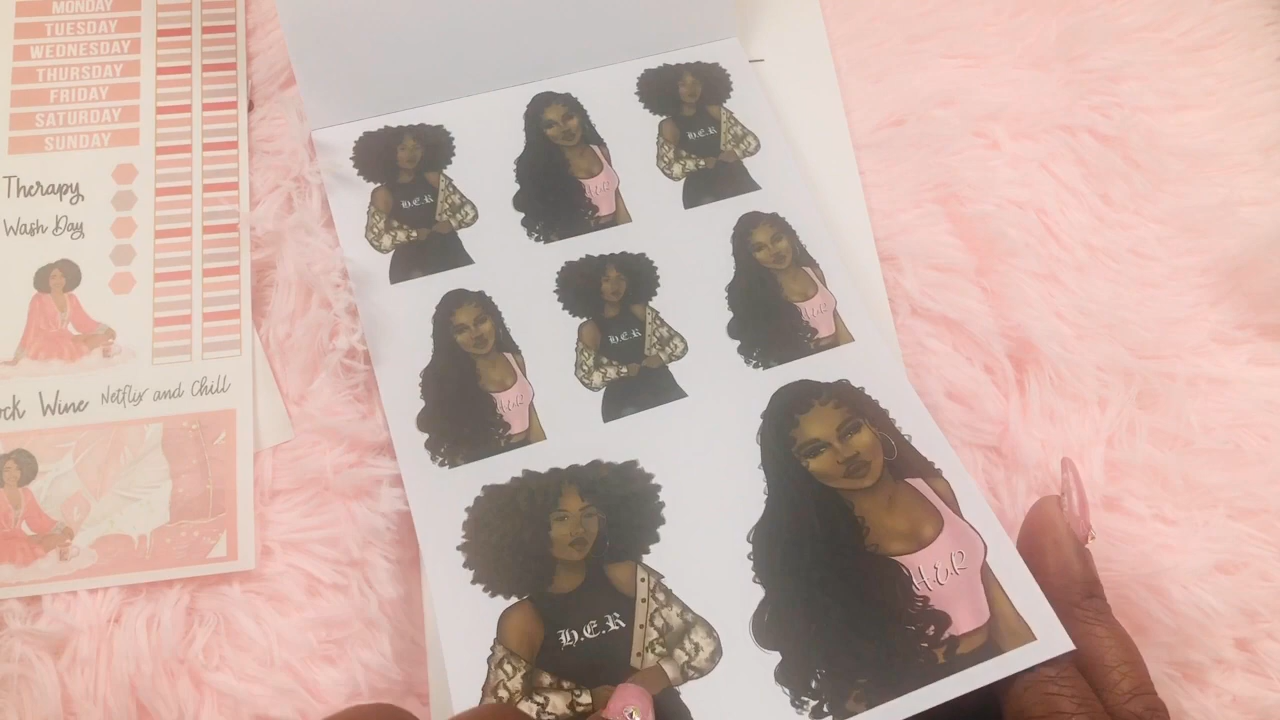 MONDAY
TUESDAY
WEDNESDAY
THURSDAY
FRIDAY
SATURDAY
SUNDAY
Therapy
Wash Day
Wine
Netflix and Chill
H.E.R
H.E.R
H.E.R
H.E.R
H.E.R
H.E.R
H.E.R
H.E.R